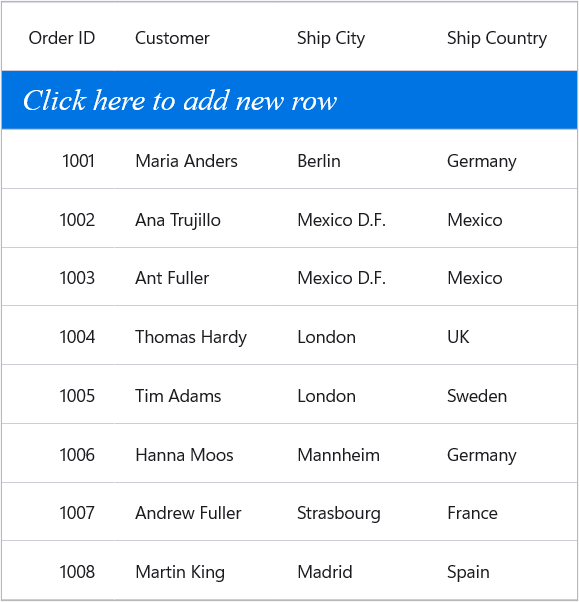 Order ID Customer Ship City Ship Country
Click here to add new row
1001 Maria Anders Berlin Germany
1002 Ana Trujillo Mexico D.F. Mexico
1003 Ant Fuller Mexico D.F. Mexico
1004 Thomas Hardy London UK
1005 Tim Adams London Sweden
1006 Hanna Moos Mannheim Germany
1007 Andrew Fuller Strasbourg France
1008 Martin King Madrid Spain